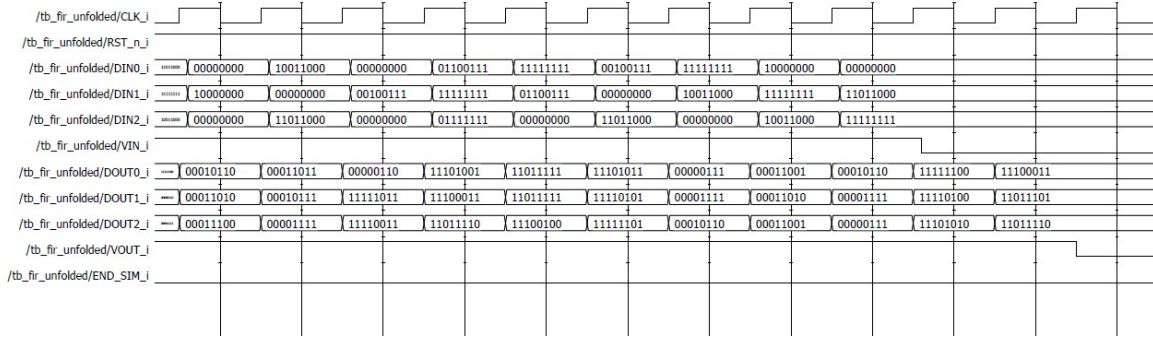 /tb_fir_unfolded/CLK_i
/tb_fir_unfolded/RST_n_i
/tb_fir_unfolded/DIN0_i 00000000 10011000 00000000 01100111 11111111 00100111 11111111 10000000 00000000
/tb_fir_unfolded/DIN1_i 10000000 00000000 00100111 11111111 01100111 00000000 10011000 11111111 11011000
/tb_fir_unfolded/DIN2_i 00000000 11011000 00000000 01111111 00000000 11011000 00000000 10011000 11111111
/tb_fir_unfolded/VIN_i
/tb_fir_unfolded/DOUT0_i 00010110 00011011 00000110 11101001 11011111 11101011 00000111 00011001 00010110 11111100 11100011
/tb_fir_unfolded/DOUT1_i 00011010 00010111 11111011 11100011 11011111 11110101 00001111 00011010 00001111 11110100 11011101
/tb_fir_unfolded/DOUT2_i 00011100 00001111 11110011 11011110 11100100 11111101 00010110 00011001 00000111 11101010 11011110
/tb_fir_unfolded/VOUT_i
/tb_fir_unfolded/END_SIM_i